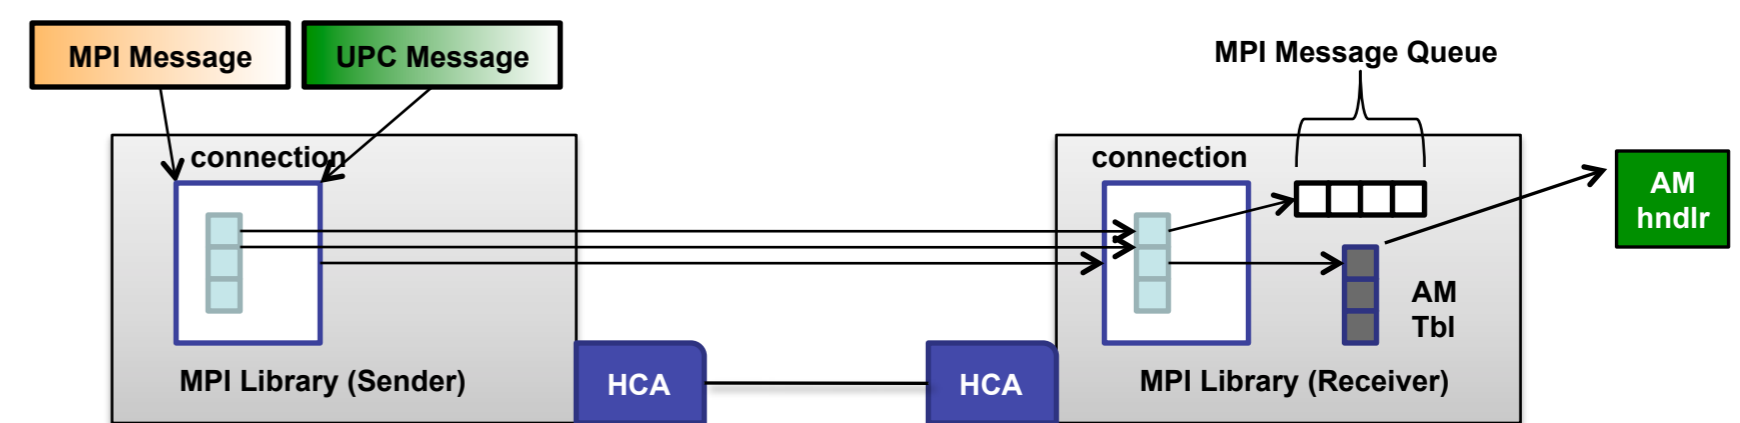 MPI Message
UPC Message
MPI Message Queue
connection
connection
AM
hndlr
AM
Tbl
MPI Library (Sender)
HCA
HCA
MPI Library (Receiver)